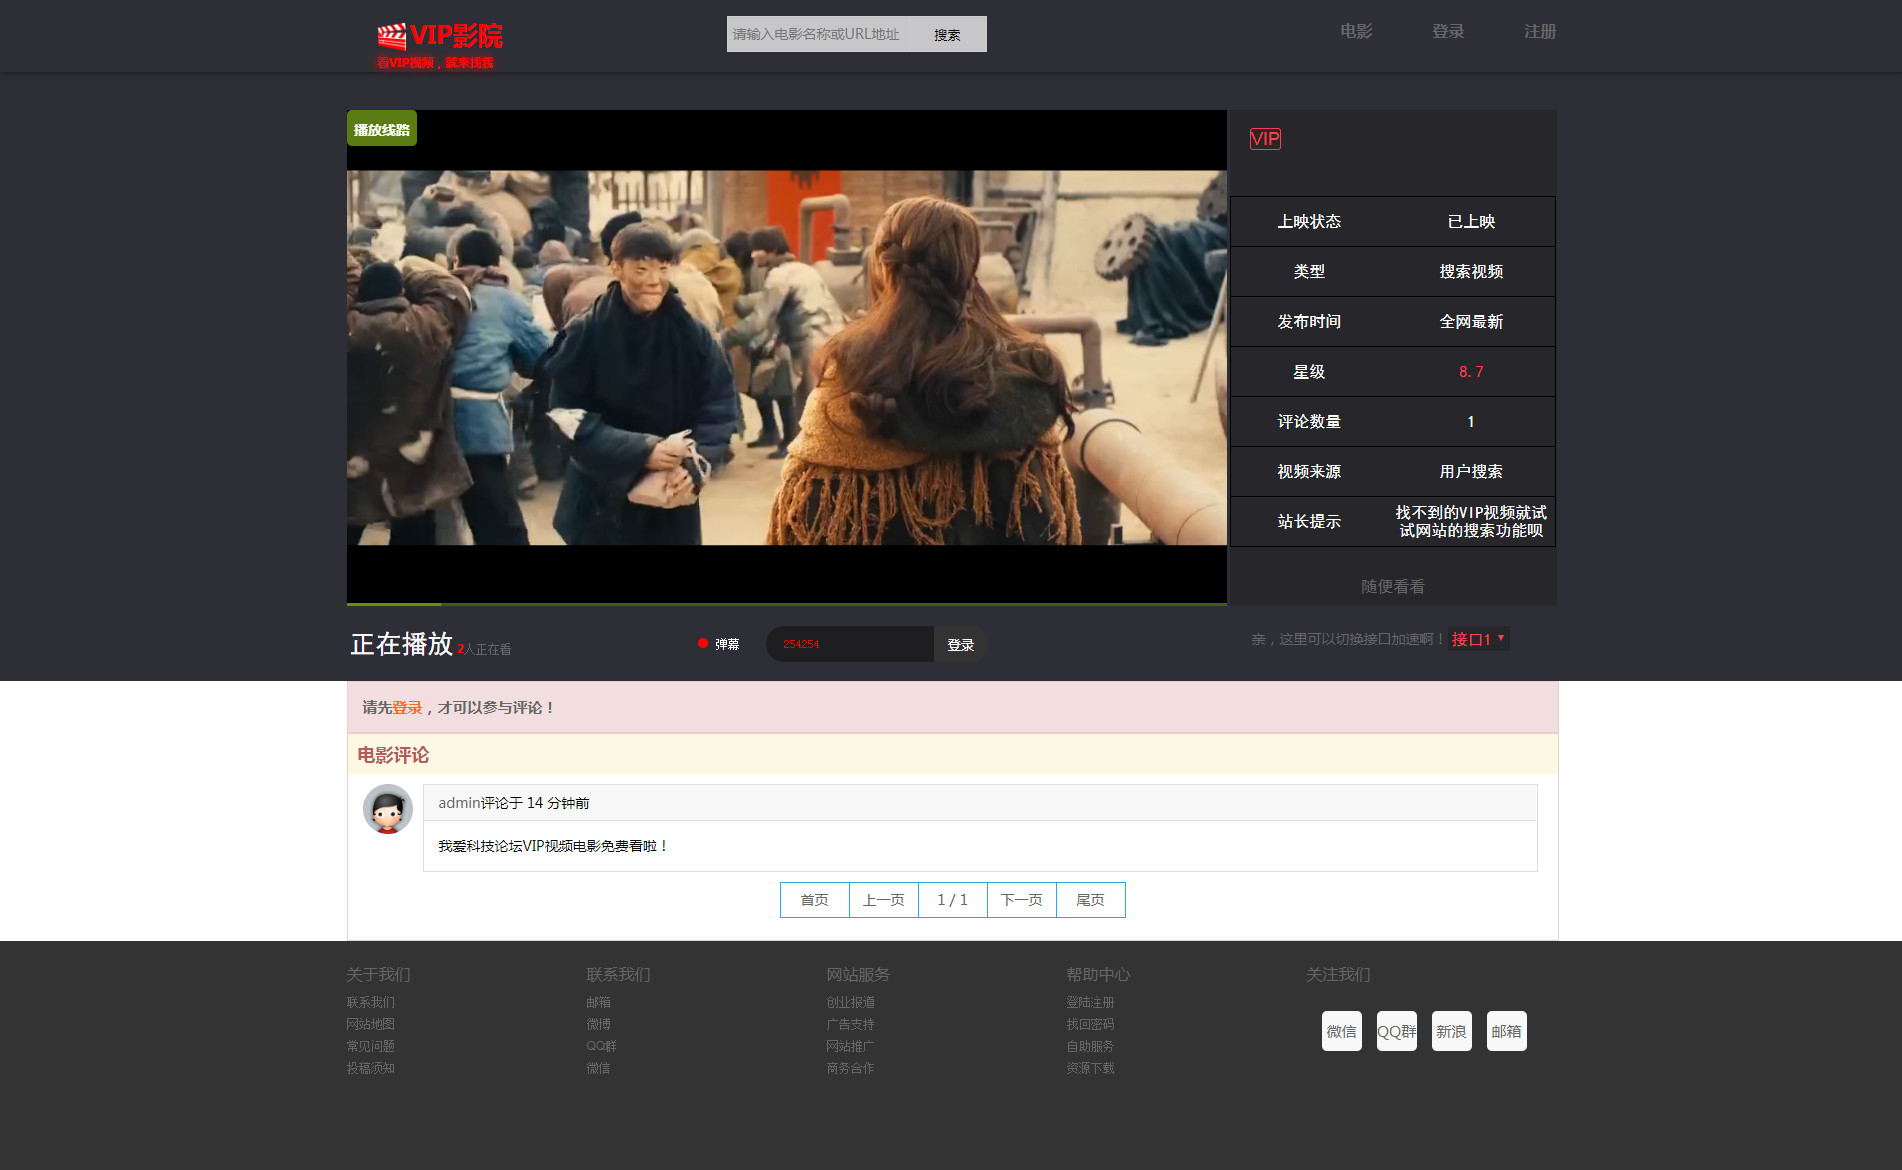 VIP影院
看VIP视频，就来找我
请输入电影名称或URL地址
搜索
电影
登录
注册
播放线路
VIP
上映状态 已上映
类型 搜索视频
发布时间 全网最新
星级 8.7
评论数量 1
视频来源 用户搜索
站长提示 找不到的VIP视频就试
试网站的搜索功能呗
随便看看
正在播放 2人正在看
弹幕
254254
登录
亲，这里可以切换接口加速啊！ 接口1
请先登录，才可以参与评论！
电影评论
admin评论于 14 分钟前
我爱科技论坛VIP视频电影免费看啦！
首页 上一页 1 / 1 下一页 尾页
关于我们
联系我们
网站地图
常见问题
投稿须知
联系我们
邮箱
微博
QQ群
微信
网站服务
创业报道
广告支持
网站推广
商务合作
帮助中心
登陆注册
找回密码
自助服务
资源下载
关注我们
微信 QQ群 新浪 邮箱